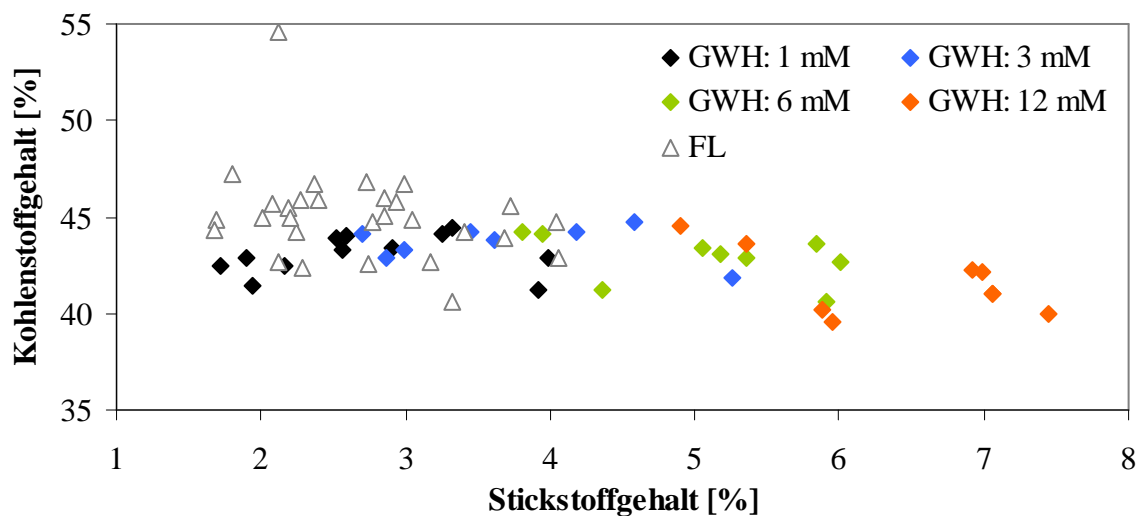 55
50
45
40
35
Kohlenstoffgehalt [%]
GWH: 1 mM
GWH: 3 mM
GWH: 6 mM
GWH: 12 mM
FL
1 2 3 4 5 6 7 8
Stickstoffgehalt [%]